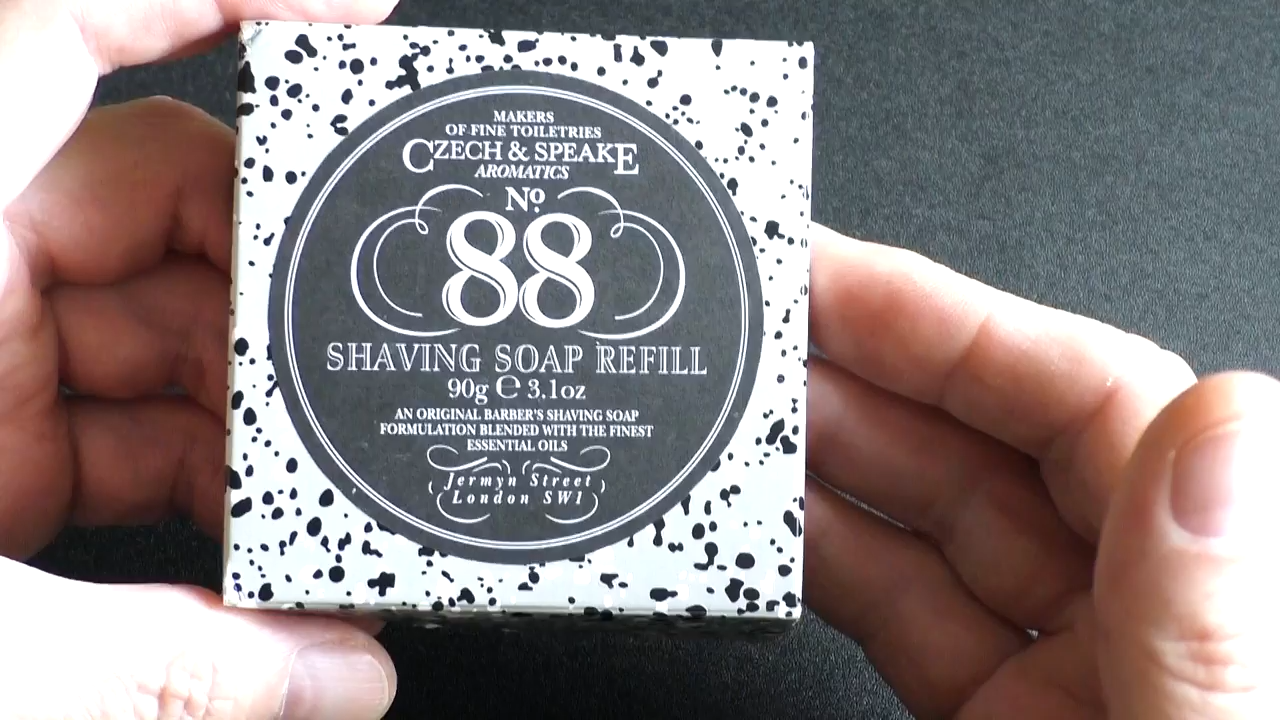 MAKERS
OF FINE TOILETRIES
CZECH & SPEAKE
AROMATICS
No.
88
SHAVING SOAP REFILL
90g ℮ 3.1oz
AN ORIGINAL BARBER'S SHAVING SOAP
FORMULATION BLENDED WITH THE FINEST
ESSENTIAL OILS
Jermyn Street
London SW1